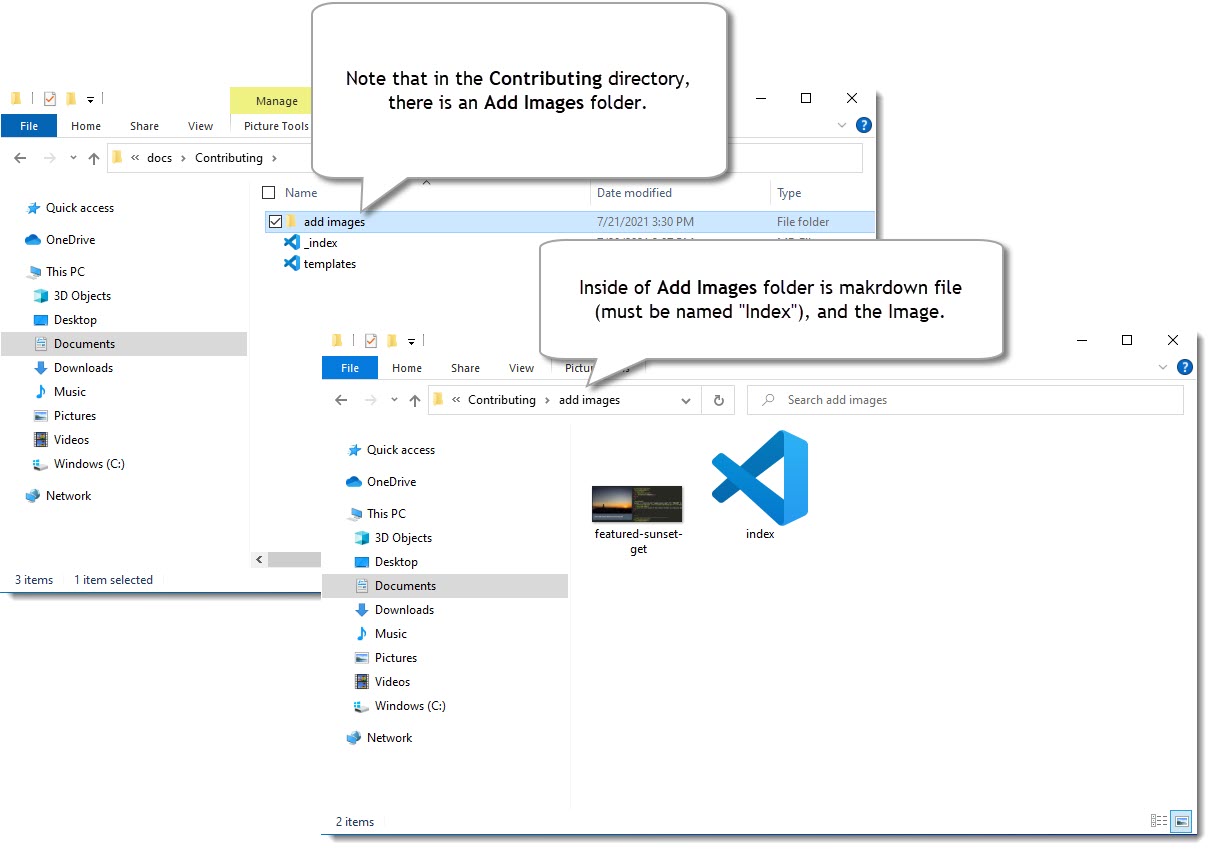 Note that in the Contributing directory,
there is an Add Images folder.
Manage
File Home Share View Picture Tools
« docs › Contributing ›
Name Date modified Type
Quick access
OneDrive
This PC
3D Objects
Desktop
Documents
Downloads
Music
Pictures
Videos
Windows (C:)
Network
add images 7/21/2021 3:30 PM File folder
_index
templates
3 items 1 item selected
Inside of Add Images folder is makrdown file
(must be named "Index"), and the Image.
File Home Share View
« Contributing › add images
Search add images
Quick access
OneDrive
This PC
3D Objects
Desktop
Documents
Downloads
Music
Pictures
Videos
Windows (C:)
Network
featured-sunset-
get
index
2 items